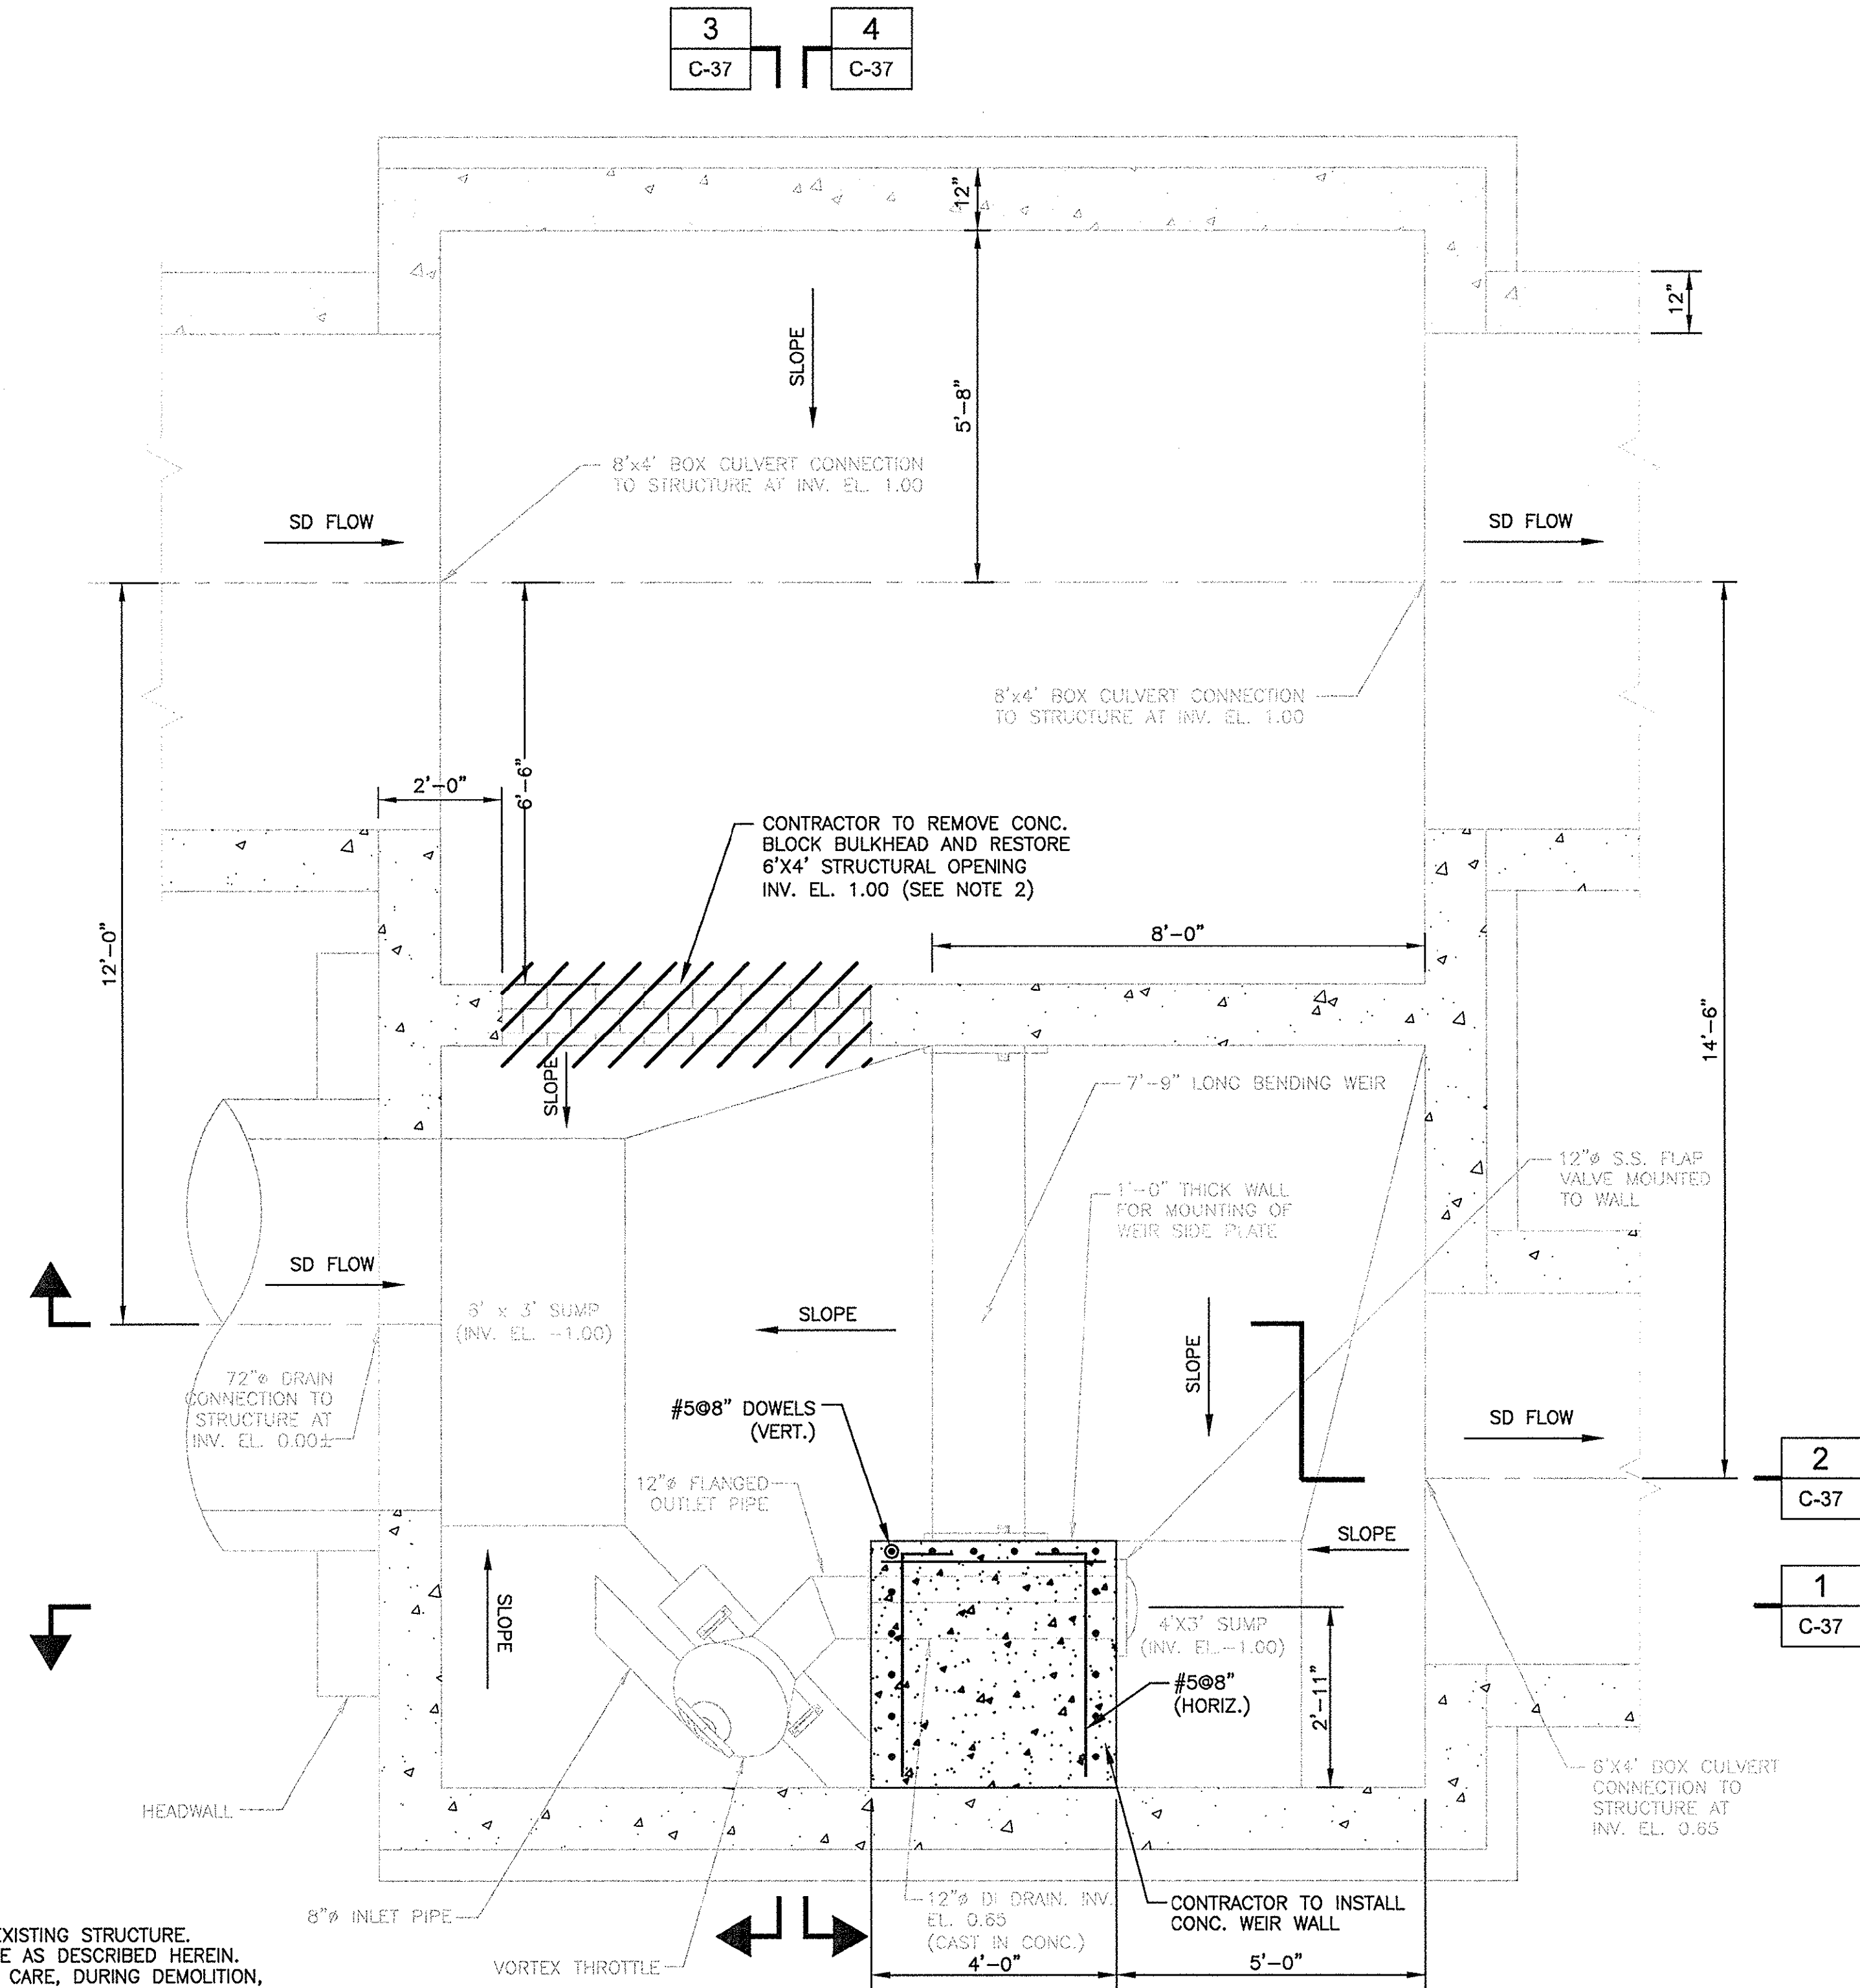 3
C-37
4
C-37
12"
12"
SLOPE
5'-8"
8'x4' BOX CULVERT CONNECTION
TO STRUCTURE AT INV. EL. 1.00
SD FLOW
SD FLOW
8'x4' BOX CULVERT CONNECTION
TO STRUCTURE AT INV. EL. 1.00
2'-0"
6'-6"
CONTRACTOR TO REMOVE CONC.
BLOCK BULKHEAD AND RESTORE
6'X4' STRUCTURAL OPENING
INV. EL. 1.00 (SEE NOTE 2)
12'-0"
8'-0"
14'-6"
SLOPE
7'-9" LONG BENDING WEIR
12"ø S.S. FLAP
VALVE MOUNTED
TO WALL
1'-0" THICK WALL
FOR MOUNTING OF
WEIR SIDE PLATE
SD FLOW
6' x 3' SUMP
(INV. EL. -1.00)
SLOPE
SLOPE
72"ø DRAIN
CONNECTION TO
STRUCTURE AT
INV. EL. 0.00±
#5@8" DOWELS
(VERT.)
SD FLOW
2
C-37
12"ø FLANGED
OUTLET PIPE
SLOPE
SLOPE
1
C-37
4'X3' SUMP
(INV. EL.-1.00)
#5@8"
(HORIZ.)
2'-11"
6'X4' BOX CULVERT
CONNECTION TO
STRUCTURE AT
INV. EL. 0.65
HEADWALL
8"ø INLET PIPE
12"ø DI DRAIN. INV.
EL. 0.65
(CAST IN CONC.)
CONTRACTOR TO INSTALL
CONC. WEIR WALL
VORTEX THROTTLE
4'-0"
5'-0"
EXISTING STRUCTURE.
E AS DESCRIBED HEREIN.
CARE, DURING DEMOLITION,